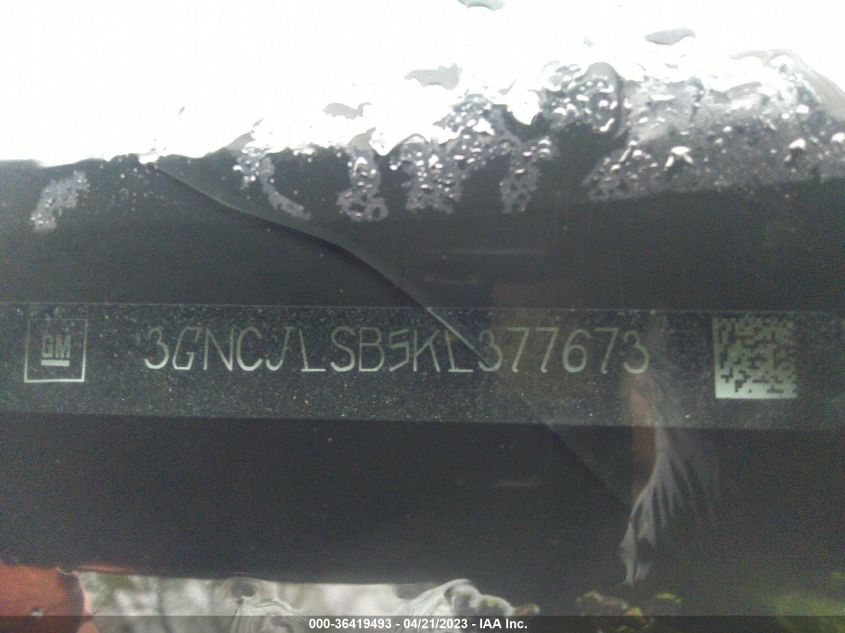 GM 3GNCJLSB5KL377673
000-36419493 - 04/21/2023 - IAA Inc.